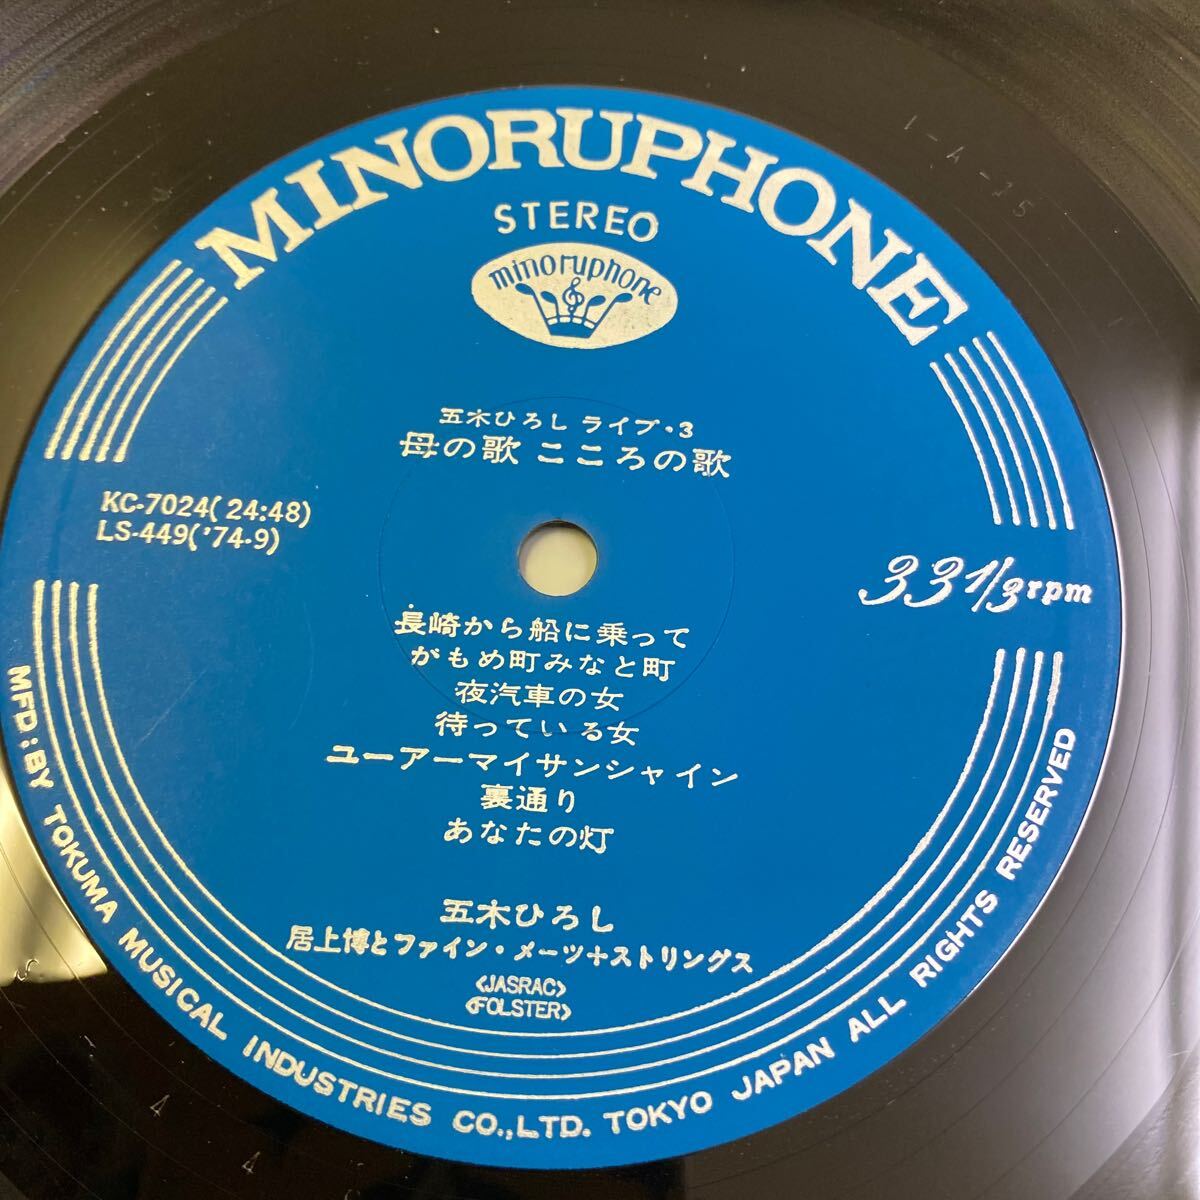 MINORUPHONE
STEREO
minoruphone
五木ひろし ライブ・3
母の歌 こころの歌
KC-7024(24:48)
LS-449('74·9)
33 1/3 rpm
長崎から船に乗って
かもめ町みなと町
夜汽車の女
待っている女
ユーアーマイサンシャイン
裏通り
あなたの灯
五木ひろし
居上博とファイン・メーツ+ストリングス
<JASRAC>
<FOLSTER>
MFD: BY TOKUMA MUSICAL INDUSTRIES CO.,LTD. TOKYO JAPAN ALL RIGHTS RESERVED
1-A-15
4
4